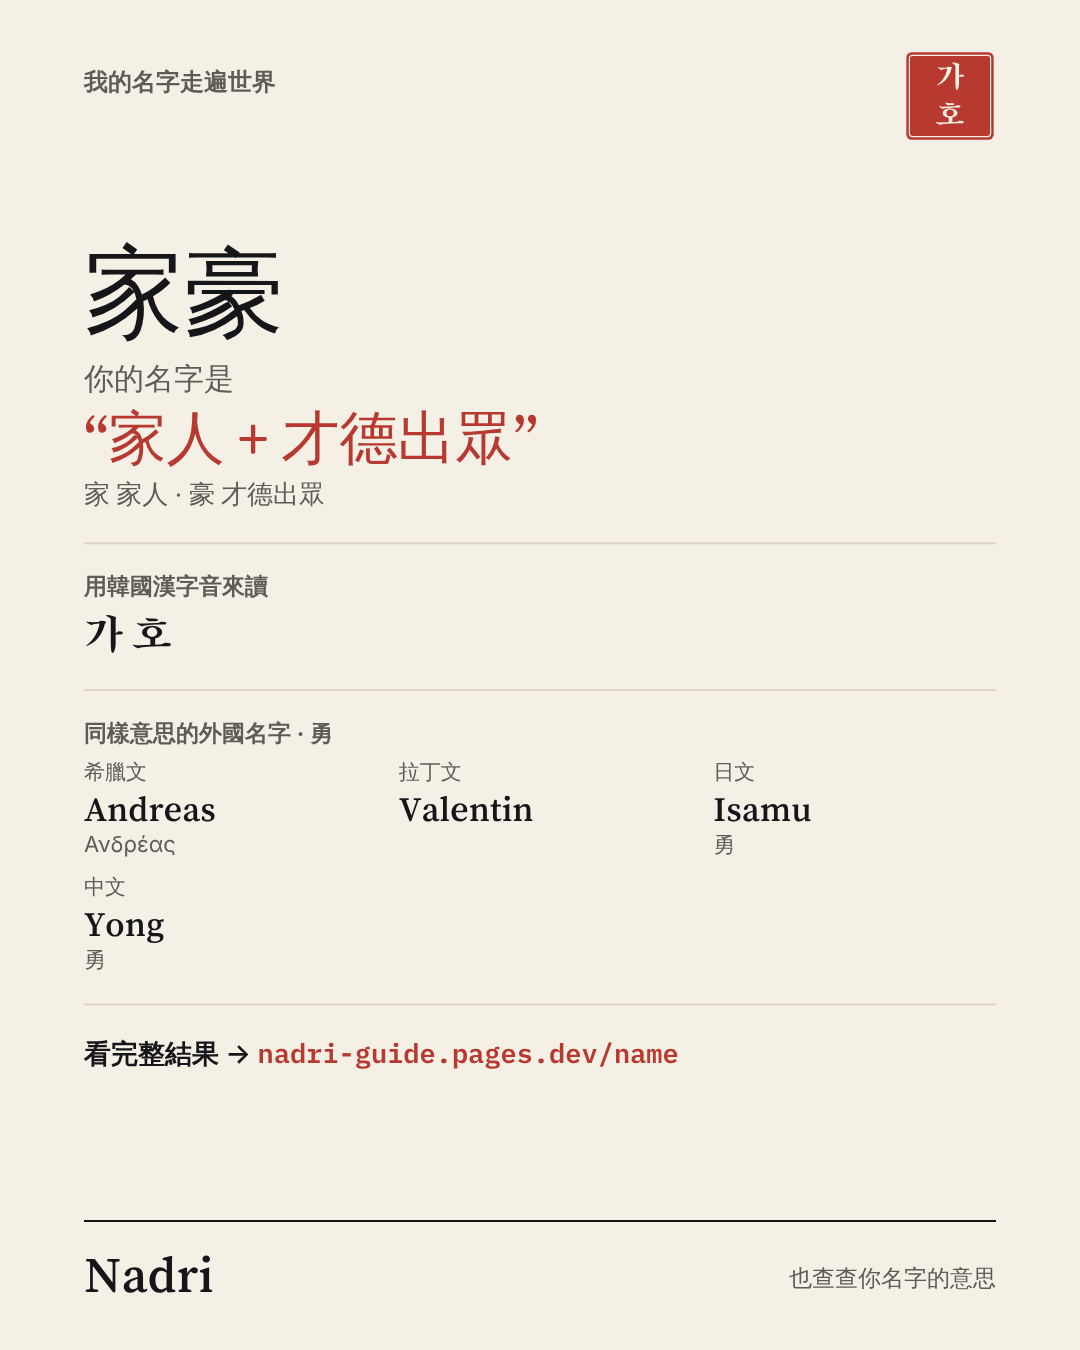 我的名字走遍世界
가
호
家豪
你的名字是
“家人 + 才德出眾”
家 家人 · 豪 才德出眾
用韓國漢字音來讀
가호
同樣意思的外國名字 · 勇
希臘文
Andreas
Ανδρέας
拉丁文
Valentin
日文
Isamu
勇
中文
Yong
勇
看完整結果 → nadri-guide.pages.dev/name
Nadri
也查查你名字的意思